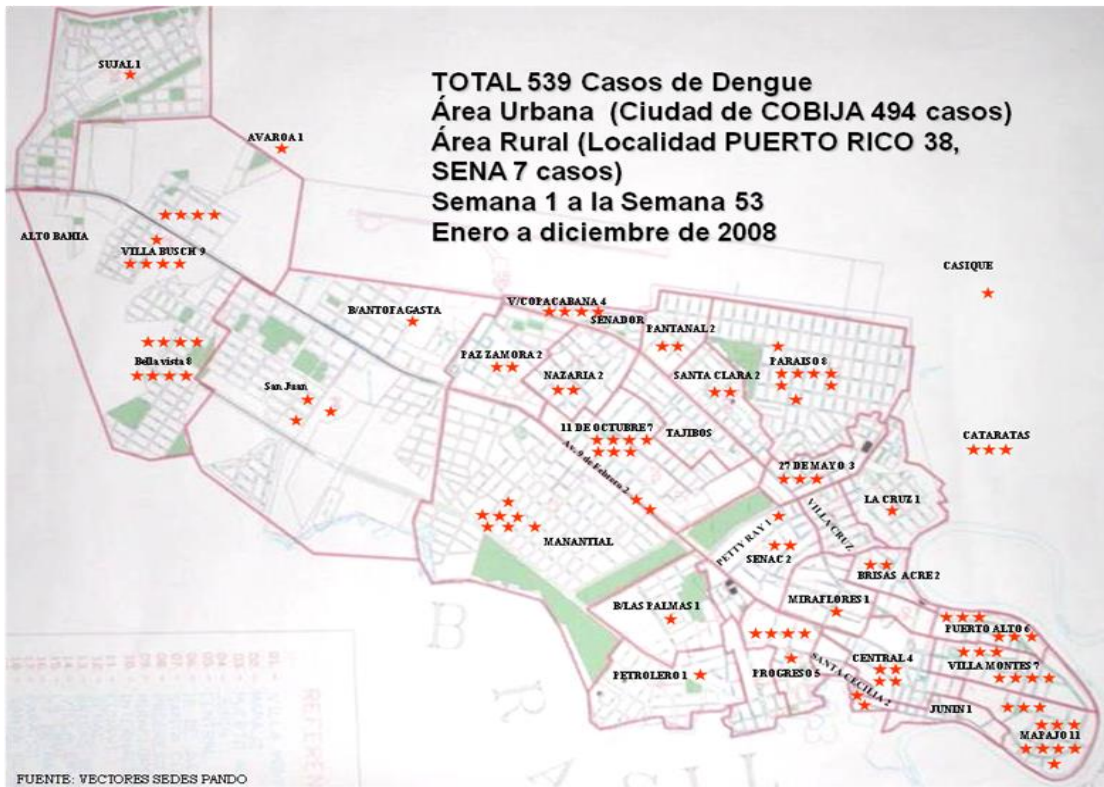 TOTAL 539 Casos de Dengue
Área Urbana (Ciudad de COBIJA 494 casos)
Área Rural (Localidad PUERTO RICO 38,
SENA 7 casos)
Semana 1 a la Semana 53
Enero a diciembre de 2008
SUJAL 1
AVAROA 1
ALTO BAHIA
VILLA BUSCH 9
CASIQUE
B/ANTOFAGASTA
V/COPACABANA 4
SENADOR
PANTANAL 2
PAZ ZAMORA 2
PARAISO 8
Bella vista 8
NAZARIA 2
SANTA CLARA 2
San Juan
11 DE OCTUBRE 7
TAJIBOS
CATARATAS
Av. 9 de Febrero 2
27 DE MAYO 3
LA CRUZ 1
VILLA CRUZ
PETTY RAY 1
MANANTIAL
SENAC 2
BRISAS ACRE 2
MIRAFLORES 1
B/LAS PALMAS 1
PUERTO ALTO 6
CENTRAL 4
VILLA MONTES 7
PETROLERO 1
PROGRESO 5
SANTA CECILIA 2
JUNIN 1
MAPAJO 11
B R A S I L
FUENTE: VECTORES SEDES PANDO